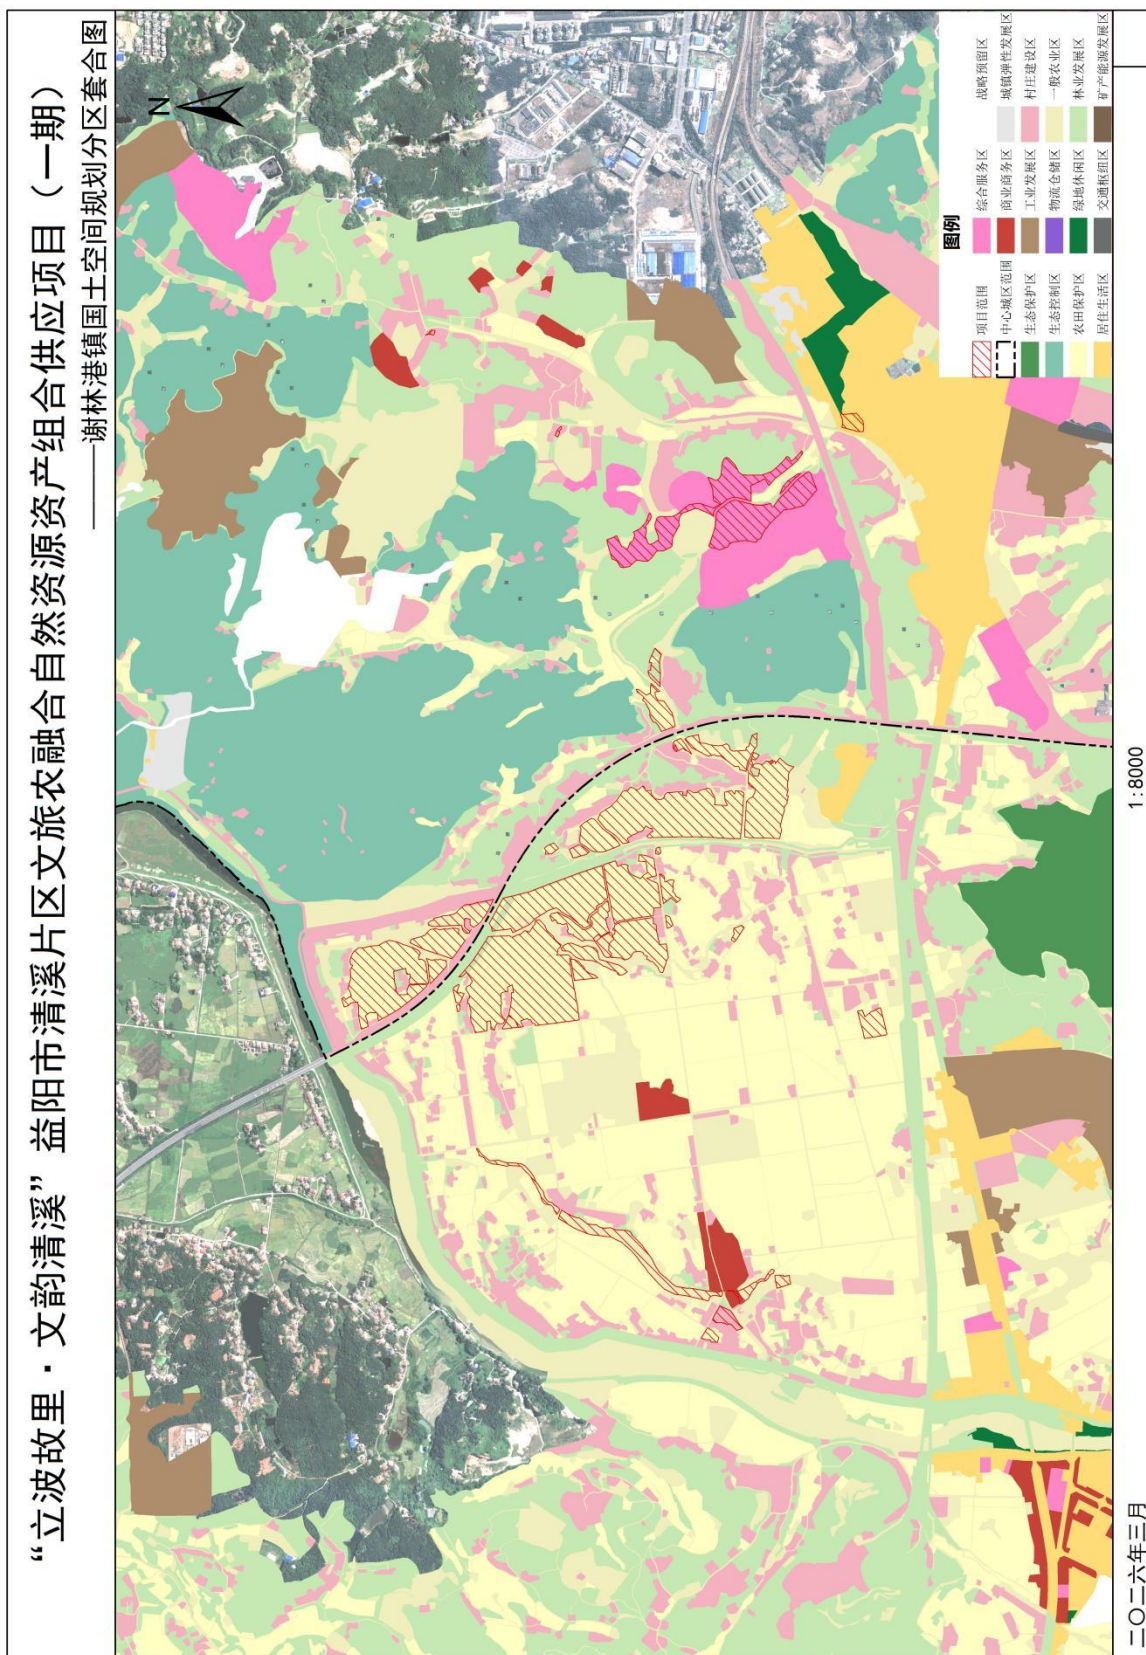 “立波故里·文韵清溪”益阳市清溪片区文旅农融合自然资源资产组合供应项目（一期）
——谢林港镇国土空间规划分区套合图
N
图例
项目范围
中心城区范围
生态保护区
生态控制区
农田保护区
居住生活区
综合服务区
商业商务区
工业发展区
物流仓储区
绿地休闲区
交通枢纽区
战略预留区
城镇弹性发展区
村庄建设区
一般农业区
林业发展区
矿产能源发展区
二〇二六年三月
1:8000